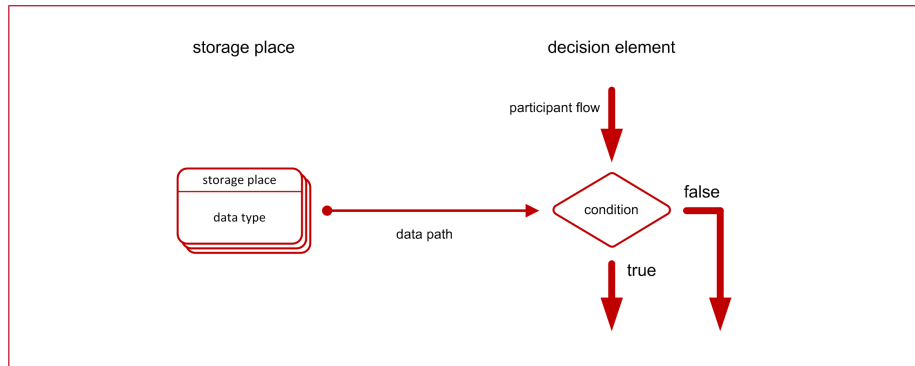 storage place
decision element
participant flow
storage place
data type
data path
condition
false
true